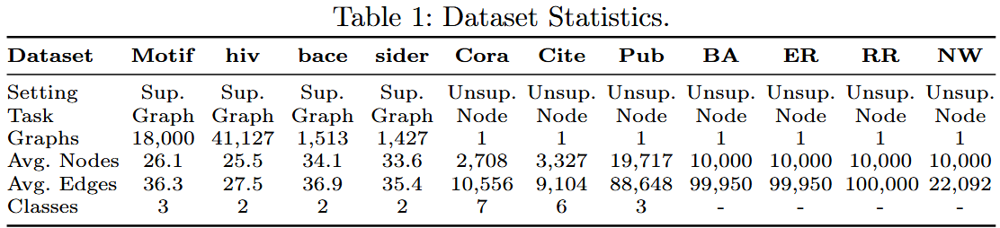 Table 1: Dataset Statistics.
Dataset Motif hiv bace sider Cora Cite Pub BA ER RR NW
Setting Sup. Sup. Sup. Sup. Unsup. Unsup. Unsup. Unsup. Unsup. Unsup. Unsup.
Task Graph Graph Graph Graph Node Node Node Node Node Node Node
Graphs 18,000 41,127 1,513 1,427 1 1 1 1 1 1 1
Avg. Nodes 26.1 25.5 34.1 33.6 2,708 3,327 19,717 10,000 10,000 10,000 10,000
Avg. Edges 36.3 27.5 36.9 35.4 10,556 9,104 88,648 99,950 99,950 100,000 22,092
Classes 3 2 2 2 7 6 3 - - - -